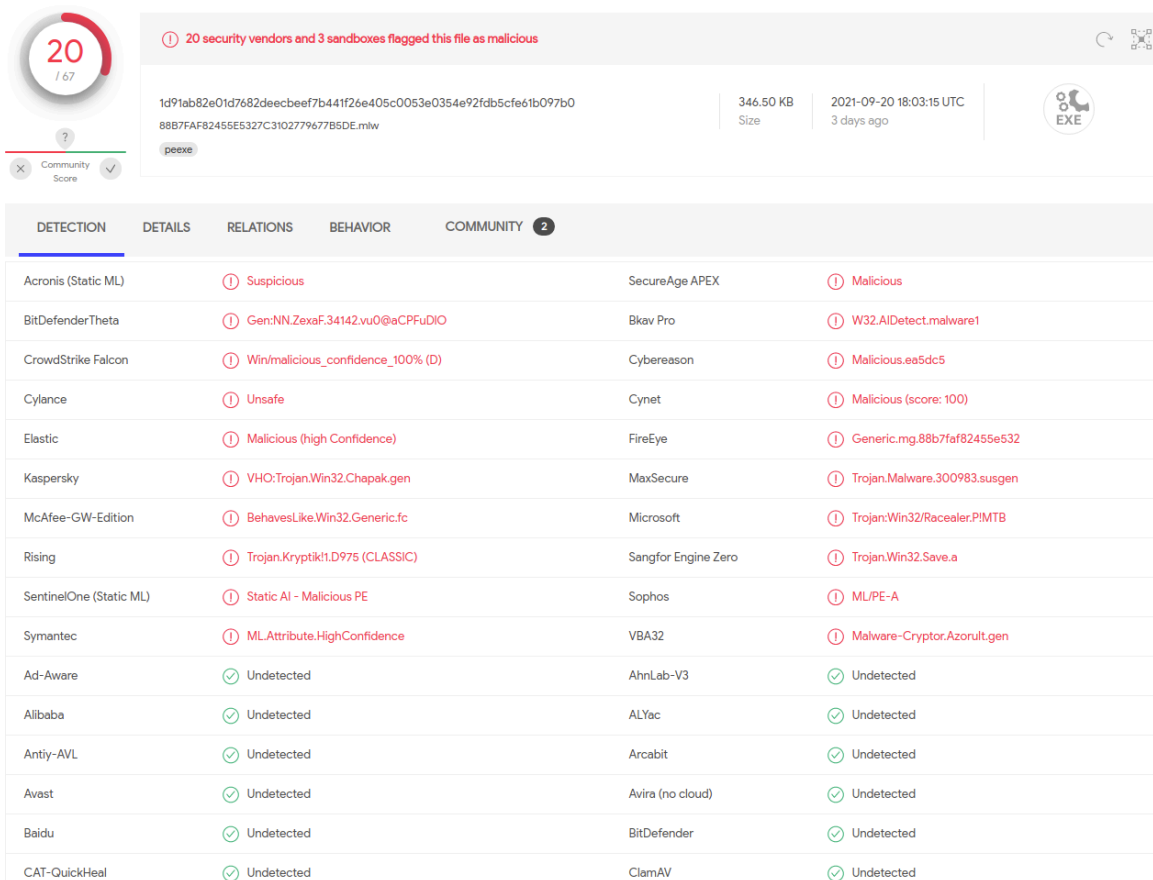 20
/ 67
?
Community
Score
20 security vendors and 3 sandboxes flagged this file as malicious
1d91ab82e01d7682deecbeef7b441f26e405c0053e0354e92fdb5cfe61b097b0
88B7FAF82455E5327C3102779677B5DE.mlw
peexe
346.50 KB
Size
2021-09-20 18:03:15 UTC
3 days ago
EXE
DETECTION DETAILS RELATIONS BEHAVIOR COMMUNITY 2
Acronis (Static ML) Suspicious SecureAge APEX Malicious
BitDefenderTheta Gen:NN.ZexaF.34142.vu0@aCPFuDIO Bkav Pro W32.AIDetect.malware1
CrowdStrike Falcon Win/malicious_confidence_100% (D) Cybereason Malicious.ea5dc5
Cylance Unsafe Cynet Malicious (score: 100)
Elastic Malicious (high Confidence) FireEye Generic.mg.88b7faf82455e532
Kaspersky VHO:Trojan.Win32.Chapak.gen MaxSecure Trojan.Malware.300983.susgen
McAfee-GW-Edition BehavesLike.Win32.Generic.fc Microsoft Trojan:Win32/Racealer.P!MTB
Rising Trojan.Kryptik!1.D975 (CLASSIC) Sangfor Engine Zero Trojan.Win32.Save.a
SentinelOne (Static ML) Static AI - Malicious PE Sophos ML/PE-A
Symantec ML.Attribute.HighConfidence VBA32 Malware-Cryptor.Azorult.gen
Ad-Aware Undetected AhnLab-V3 Undetected
Alibaba Undetected ALYac Undetected
Antiy-AVL Undetected Arcabit Undetected
Avast Undetected Avira (no cloud) Undetected
Baidu Undetected BitDefender Undetected
CAT-QuickHeal Undetected ClamAV Undetected